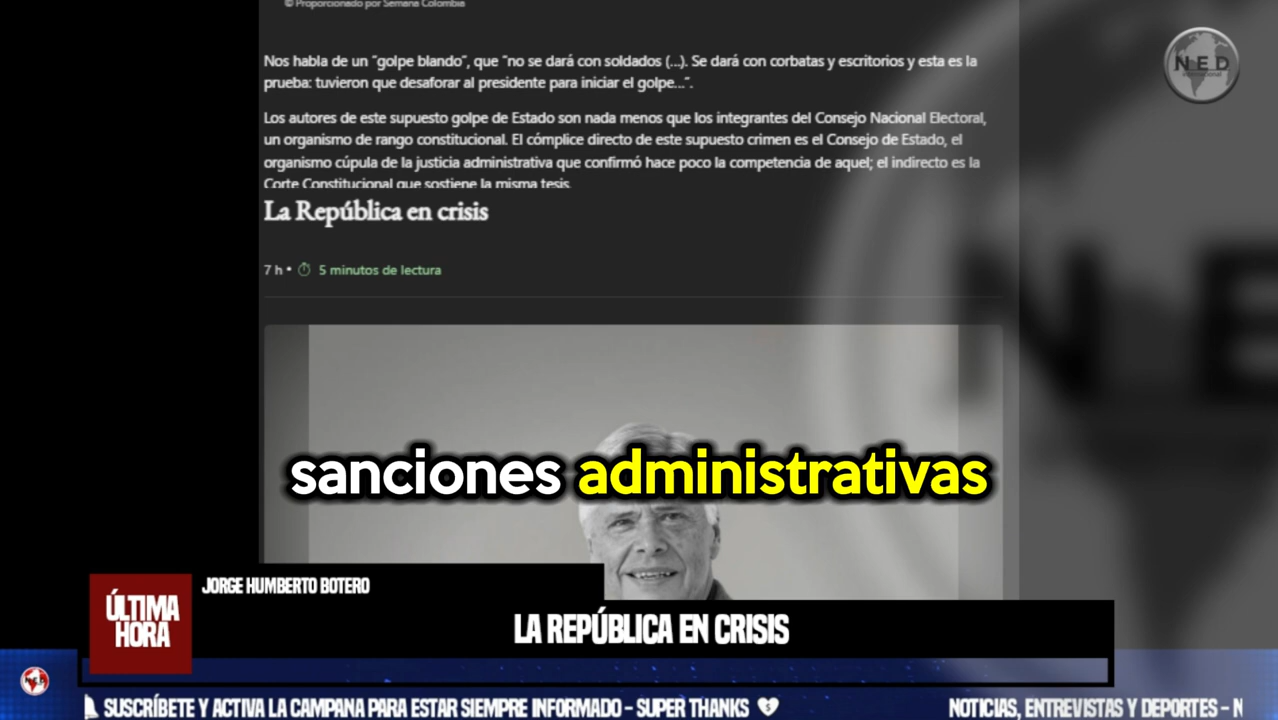 © Proporcionado por Semana Colombia
NED
internacional
Nos habla de un "golpe blando", que "no se dará con soldados (...). Se dará con corbatas y escritorios y esta es la
prueba: tuvieron que desaforar al presidente para iniciar el golpe...".
Los autores de este supuesto golpe de Estado son nada menos que los integrantes del Consejo Nacional Electoral,
un organismo de rango constitucional. El cómplice directo de este supuesto crimen es el Consejo de Estado, el
organismo cúpula de la justicia administrativa que confirmó hace poco la competencia de aquel; el indirecto es la
Corte Constitucional que sostiene la misma tesis.
La República en crisis
7 h • 5 minutos de lectura
N E
sanciones administrativas
ÚLTIMA
HORA
JORGE HUMBERTO BOTERO
LA REPÚBLICA EN CRISIS
SUSCRÍBETE Y ACTIVA LA CAMPANA PARA ESTAR SIEMPRE INFORMADO - SUPER THANKS
NOTICIAS, ENTREVISTAS Y DEPORTES - N